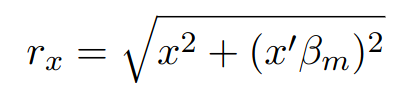 r_x = \sqrt{x^2 + (x'\beta_m)^2}